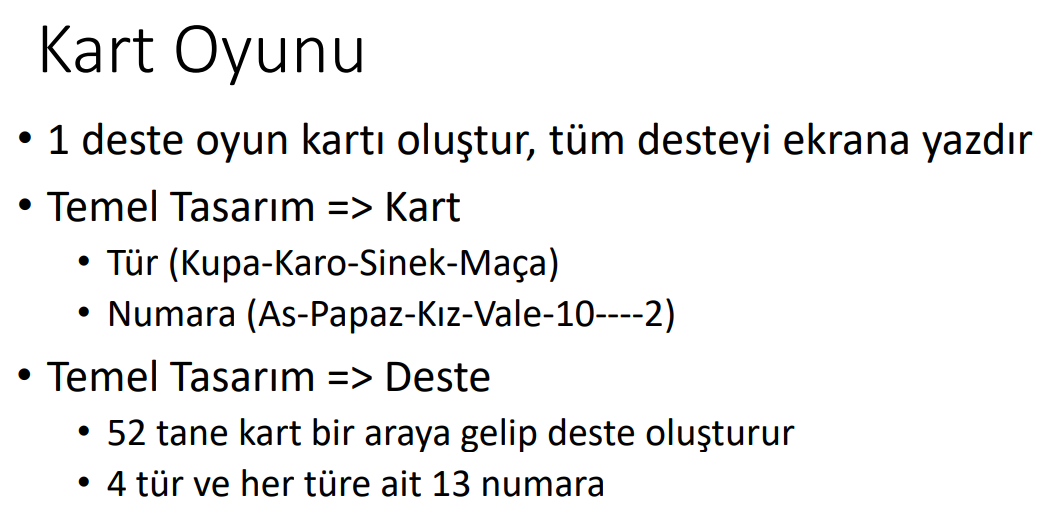 Kart Oyunu
• 1 deste oyun kartı oluştur, tüm desteyi ekrana yazdır
• Temel Tasarım => Kart
• Tür (Kupa-Karo-Sinek-Maça)
• Numara (As-Papaz-Kız-Vale-10----2)
• Temel Tasarım => Deste
• 52 tane kart bir araya gelip deste oluşturur
• 4 tür ve her türe ait 13 numara